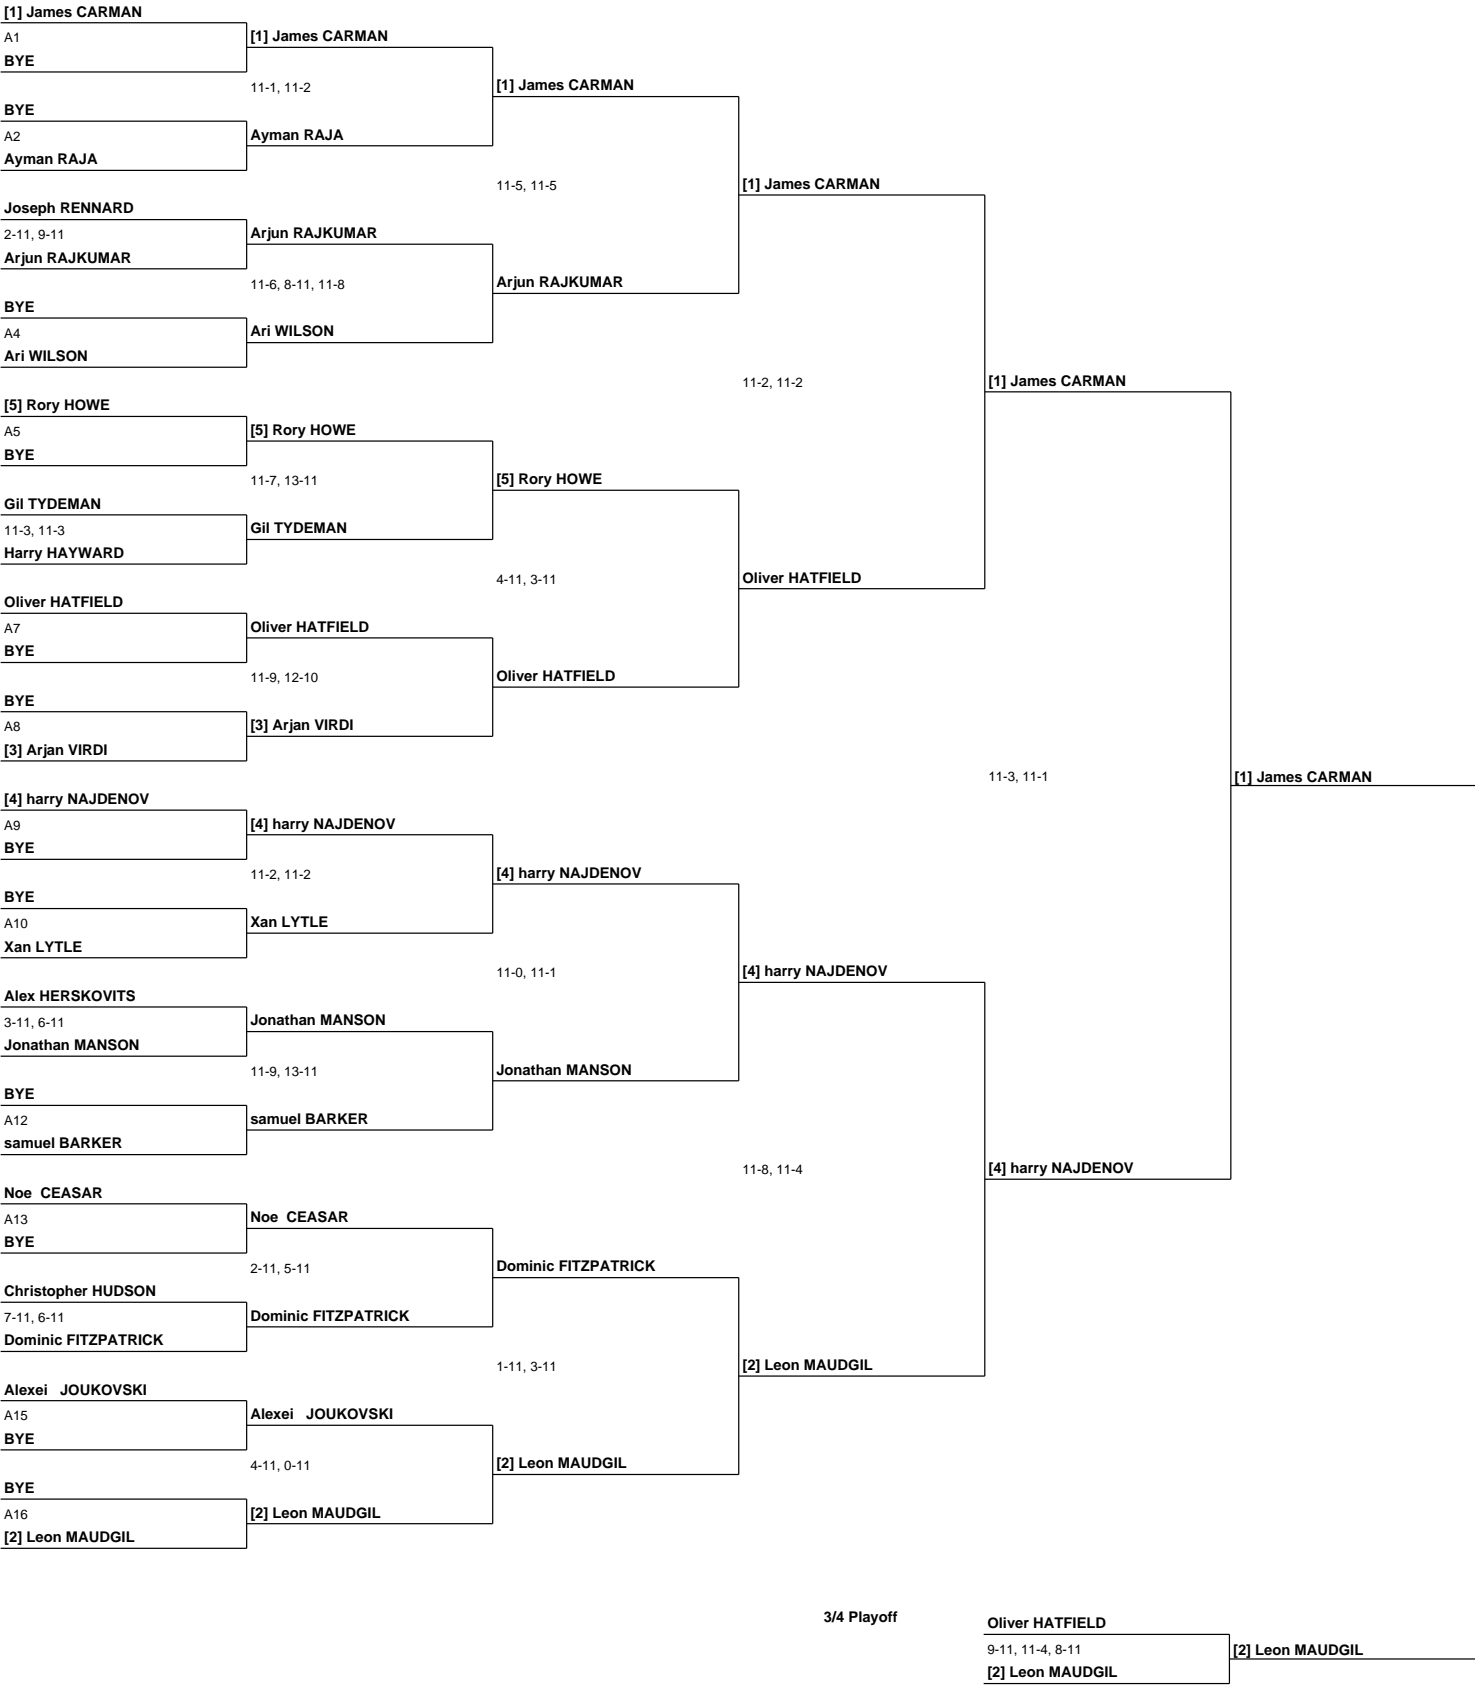 [1] James CARMAN
A1
[1] James CARMAN
BYE
11-1, 11-2
[1] James CARMAN
BYE
A2
Ayman RAJA
Ayman RAJA
11-5, 11-5
[1] James CARMAN
Joseph RENNARD
2-11, 9-11
Arjun RAJKUMAR
Arjun RAJKUMAR
11-6, 8-11, 11-8
Arjun RAJKUMAR
BYE
A4
Ari WILSON
Ari WILSON
11-2, 11-2
[1] James CARMAN
[5] Rory HOWE
A5
[5] Rory HOWE
BYE
11-7, 13-11
[5] Rory HOWE
Gil TYDEMAN
11-3, 11-3
Gil TYDEMAN
Harry HAYWARD
4-11, 3-11
Oliver HATFIELD
Oliver HATFIELD
A7
Oliver HATFIELD
BYE
11-9, 12-10
Oliver HATFIELD
BYE
A8
[3] Arjan VIRDI
[3] Arjan VIRDI
11-3, 11-1
[1] James CARMAN
[4] harry NAJDENOV
A9
[4] harry NAJDENOV
BYE
11-2, 11-2
[4] harry NAJDENOV
BYE
A10
Xan LYTLE
Xan LYTLE
11-0, 11-1
[4] harry NAJDENOV
Alex HERSKOVITS
3-11, 6-11
Jonathan MANSON
Jonathan MANSON
11-9, 13-11
Jonathan MANSON
BYE
A12
samuel BARKER
samuel BARKER
11-8, 11-4
[4] harry NAJDENOV
Noe  CEASAR
A13
Noe  CEASAR
BYE
2-11, 5-11
Dominic FITZPATRICK
Christopher HUDSON
7-11, 6-11
Dominic FITZPATRICK
Dominic FITZPATRICK
1-11, 3-11
[2] Leon MAUDGIL
Alexei   JOUKOVSKI
A15
Alexei   JOUKOVSKI
BYE
4-11, 0-11
[2] Leon MAUDGIL
BYE
A16
[2] Leon MAUDGIL
[2] Leon MAUDGIL
3/4 Playoff
Oliver HATFIELD
9-11, 11-4, 8-11
[2] Leon MAUDGIL
[2] Leon MAUDGIL